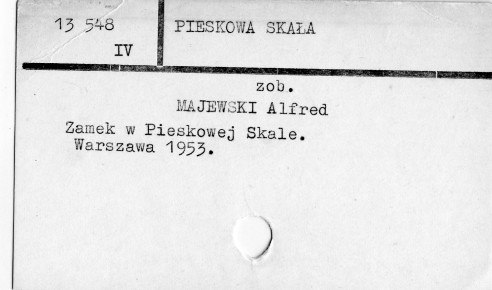 13 548
IV
PIESKOWA SKAŁA
zob.
MAJEWSKI Alfred
Zamek w Pieskowej Skale.
Warszawa 1953.